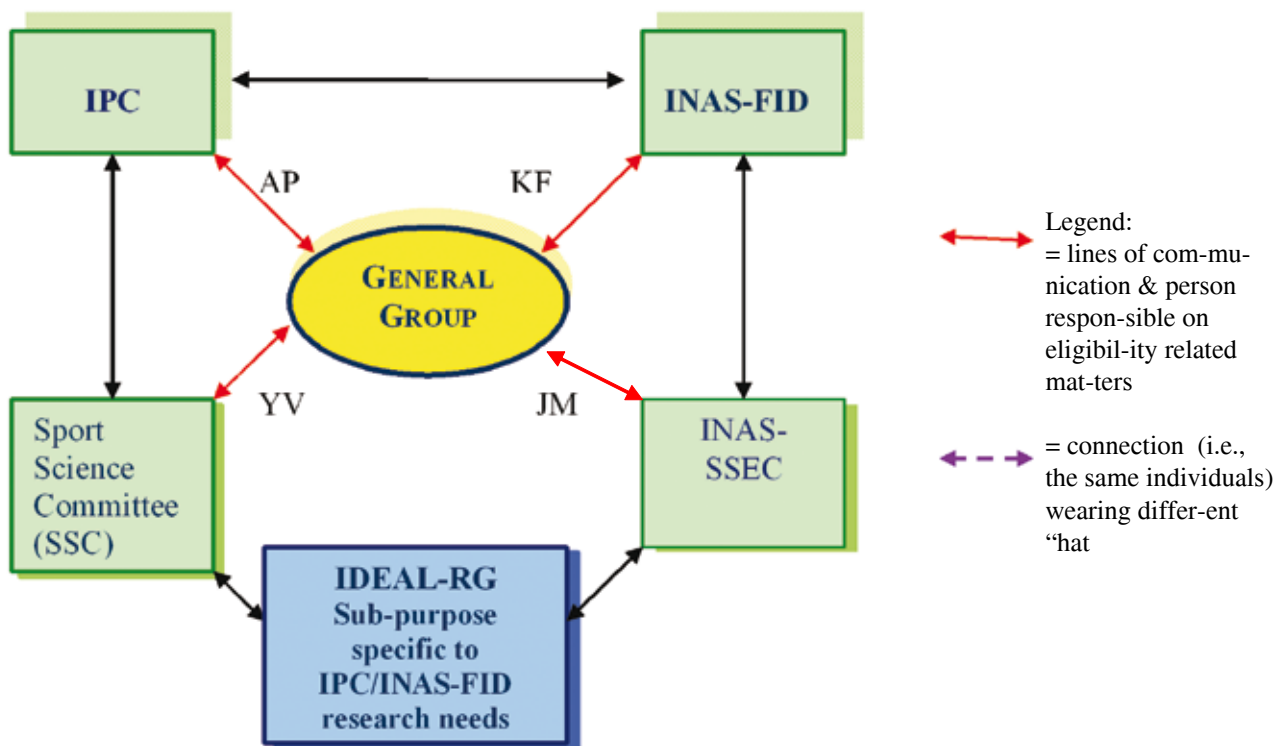 IPC
INAS-FID
AP
KF
GENERAL
GROUP
YV
JM
Sport
Science
Committee
(SSC)
INAS-
SSEC
IDEAL-RG
Sub-purpose
specific to
IPC/INAS-FID
research needs
Legend:
= lines of com-mu-
nication & person
respon-sible on
eligibil-ity related
mat-ters
= connection (i.e.,
the same individuals)
wearing differ-ent
“hat